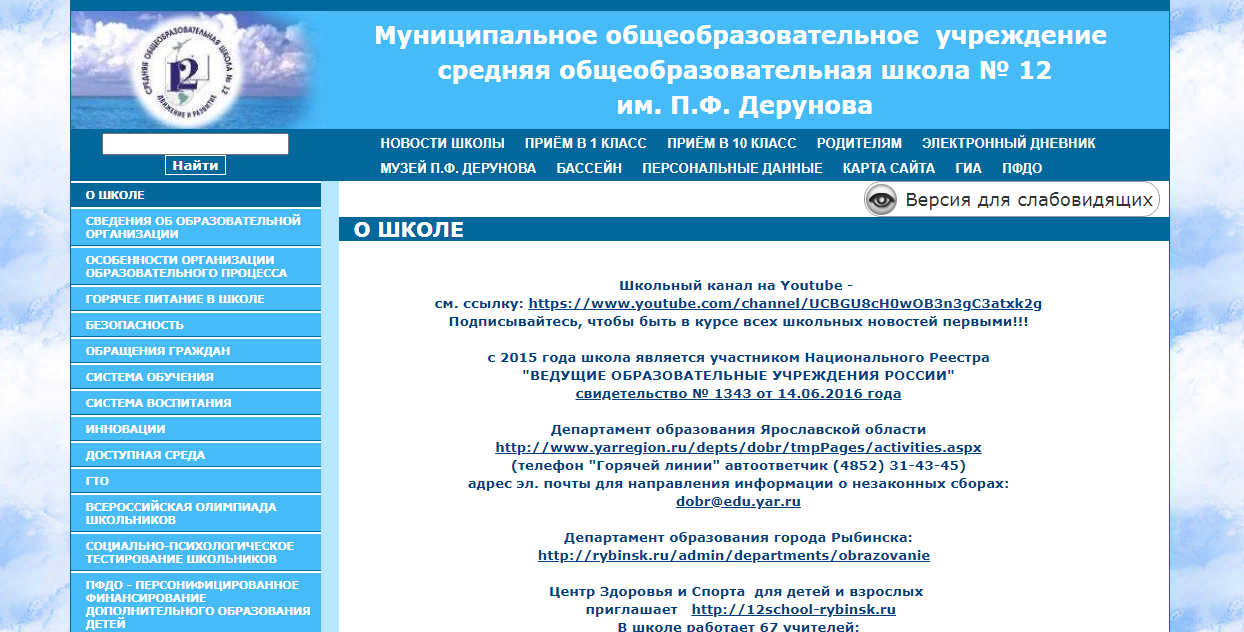 СРЕДНЯЯ ОБЩЕОБРАЗОВАТЕЛЬНАЯ ШКОЛА № 12
12
ДВИЖЕНИЕ И РАЗВИТИЕ
Муниципальное общеобразовательное учреждение
средняя общеобразовательная школа № 12
им. П.Ф. Дерунова
Найти
НОВОСТИ ШКОЛЫ ПРИЁМ В 1 КЛАСС ПРИЁМ В 10 КЛАСС РОДИТЕЛЯМ ЭЛЕКТРОННЫЙ ДНЕВНИК
МУЗЕЙ П.Ф. ДЕРУНОВА БАССЕЙН ПЕРСОНАЛЬНЫЕ ДАННЫЕ КАРТА САЙТА ГИА ПФДО
О ШКОЛЕ
СВЕДЕНИЯ ОБ ОБРАЗОВАТЕЛЬНОЙ
ОРГАНИЗАЦИИ
ОСОБЕННОСТИ ОРГАНИЗАЦИИ
ОБРАЗОВАТЕЛЬНОГО ПРОЦЕССА
ГОРЯЧЕЕ ПИТАНИЕ В ШКОЛЕ
БЕЗОПАСНОСТЬ
ОБРАЩЕНИЯ ГРАЖДАН
СИСТЕМА ОБУЧЕНИЯ
СИСТЕМА ВОСПИТАНИЯ
ИННОВАЦИИ
ДОСТУПНАЯ СРЕДА
ГТО
ВСЕРОССИЙСКАЯ ОЛИМПИАДА
ШКОЛЬНИКОВ
СОЦИАЛЬНО-ПСИХОЛОГИЧЕСКОЕ
ТЕСТИРОВАНИЕ ШКОЛЬНИКОВ
ПФДО - ПЕРСОНИФИЦИРОВАННОЕ
ФИНАНСИРОВАНИЕ
ДОПОЛНИТЕЛЬНОГО ОБРАЗОВАНИЯ
ДЕТЕЙ
Версия для слабовидящих
О ШКОЛЕ
Школьный канал на Youtube -
см. ссылку: https://www.youtube.com/channel/UCBGU8cH0wOB3n3gC3atxk2g
Подписывайтесь, чтобы быть в курсе всех школьных новостей первыми!!!
с 2015 года школа является участником Национального Реестра
"ВЕДУЩИЕ ОБРАЗОВАТЕЛЬНЫЕ УЧРЕЖДЕНИЯ РОССИИ"
свидетельство № 1343 от 14.06.2016 года
Департамент образования Ярославской области
http://www.yarregion.ru/depts/dobr/tmpPages/activities.aspx
(телефон "Горячей линии" автоответчик (4852) 31-43-45)
адрес эл. почты для направления информации о незаконных сборах:
dobr@edu.yar.ru
Департамент образования города Рыбинска:
http://rybinsk.ru/admin/departments/obrazovanie
Центр Здоровья и Спорта для детей и взрослых
приглашает http://12school-rybinsk.ru
В школе работает 67 учителей: